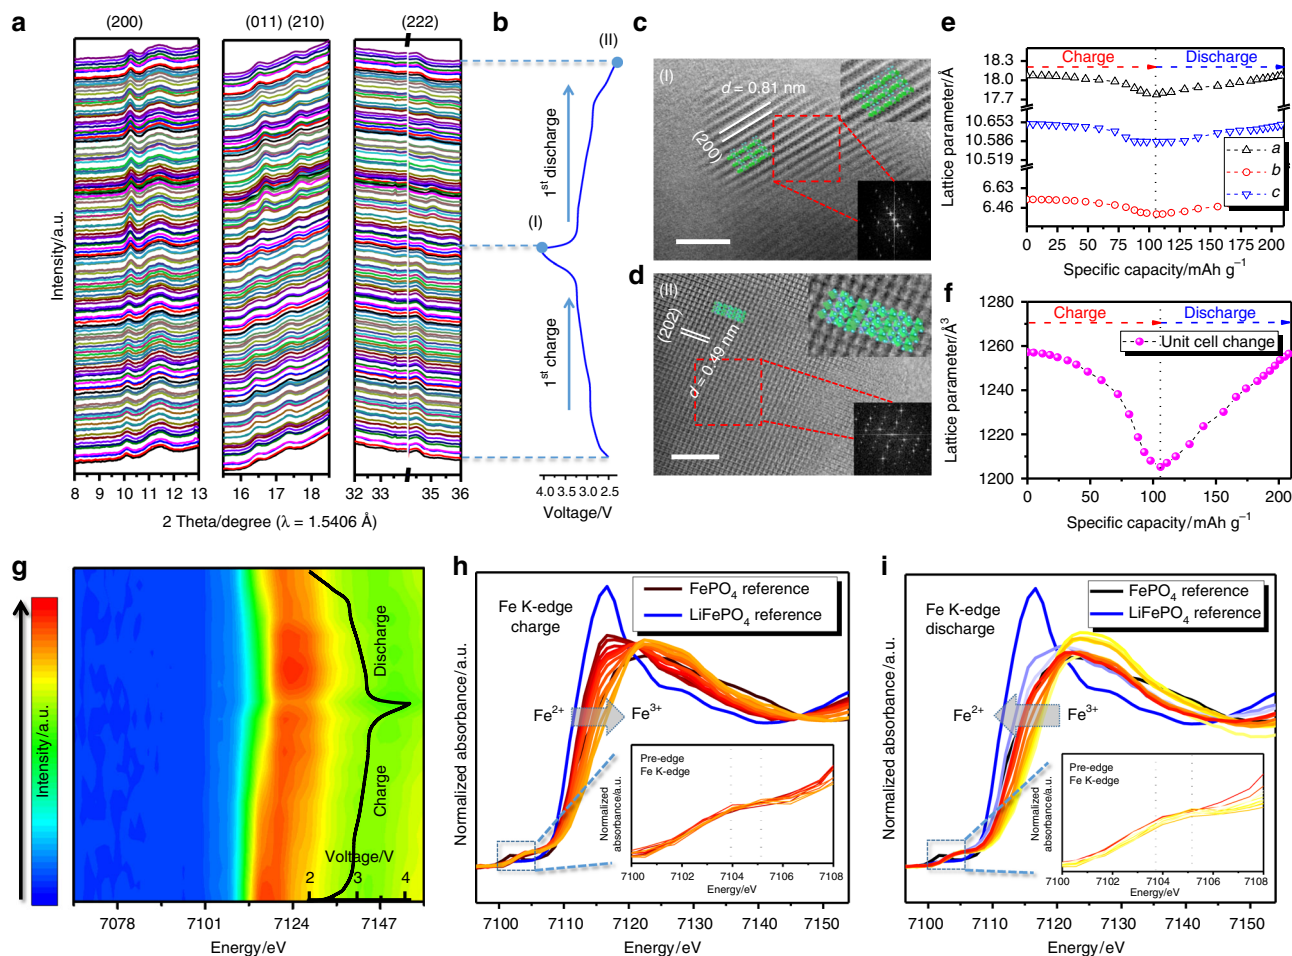 a
(200)
(011) (210)
(222)
Intensity/a.u.
8 9 10 11 12 13
16 17 18
32 33 35 36
2 Theta/degree (λ = 1.5406 Å)
b
(II)
1st discharge
(I)
1st charge
4.0 3.5 3.0 2.5
Voltage/V
c
(I)
d = 0.81 nm
(200)
d
(II)
(202)
d = 0.49 nm
e
Charge
Discharge
18.3
18.0
17.7
10.653
10.586
10.519
6.63
6.46
Lattice parameter/Å
a
b
c
0 25 50 75 100 125 150 175 200
Specific capacity/mAh g–1
f
Charge
Discharge
Unit cell change
1280
1260
1240
1220
1200
Lattice parameter/Å3
0 50 100 150 200
Specific capacity/mAh g–1
g
Intensity/a.u.
Discharge
Charge
Voltage/V
2 3 4
7078 7101 7124 7147
Energy/eV
h
Fe K-edge
charge
FePO4 reference
LiFePO4 reference
Fe2+
Fe3+
Normalized absorbance/a.u.
Pre-edge
Fe K-edge
Normalized
absorbance/a.u.
7100 7102 7104 7106 7108
Energy/eV
7100 7110 7120 7130 7140 7150
Energy/eV
i
Fe K-edge
discharge
FePO4 reference
LiFePO4 reference
Fe2+
Fe3+
Normalized absorbance/a.u.
Pre-edge
Fe K-edge
Normalized
absorbance/a.u.
7100 7102 7104 7106 7108
Energy/eV
7100 7110 7120 7130 7140 7150
Energy/eV